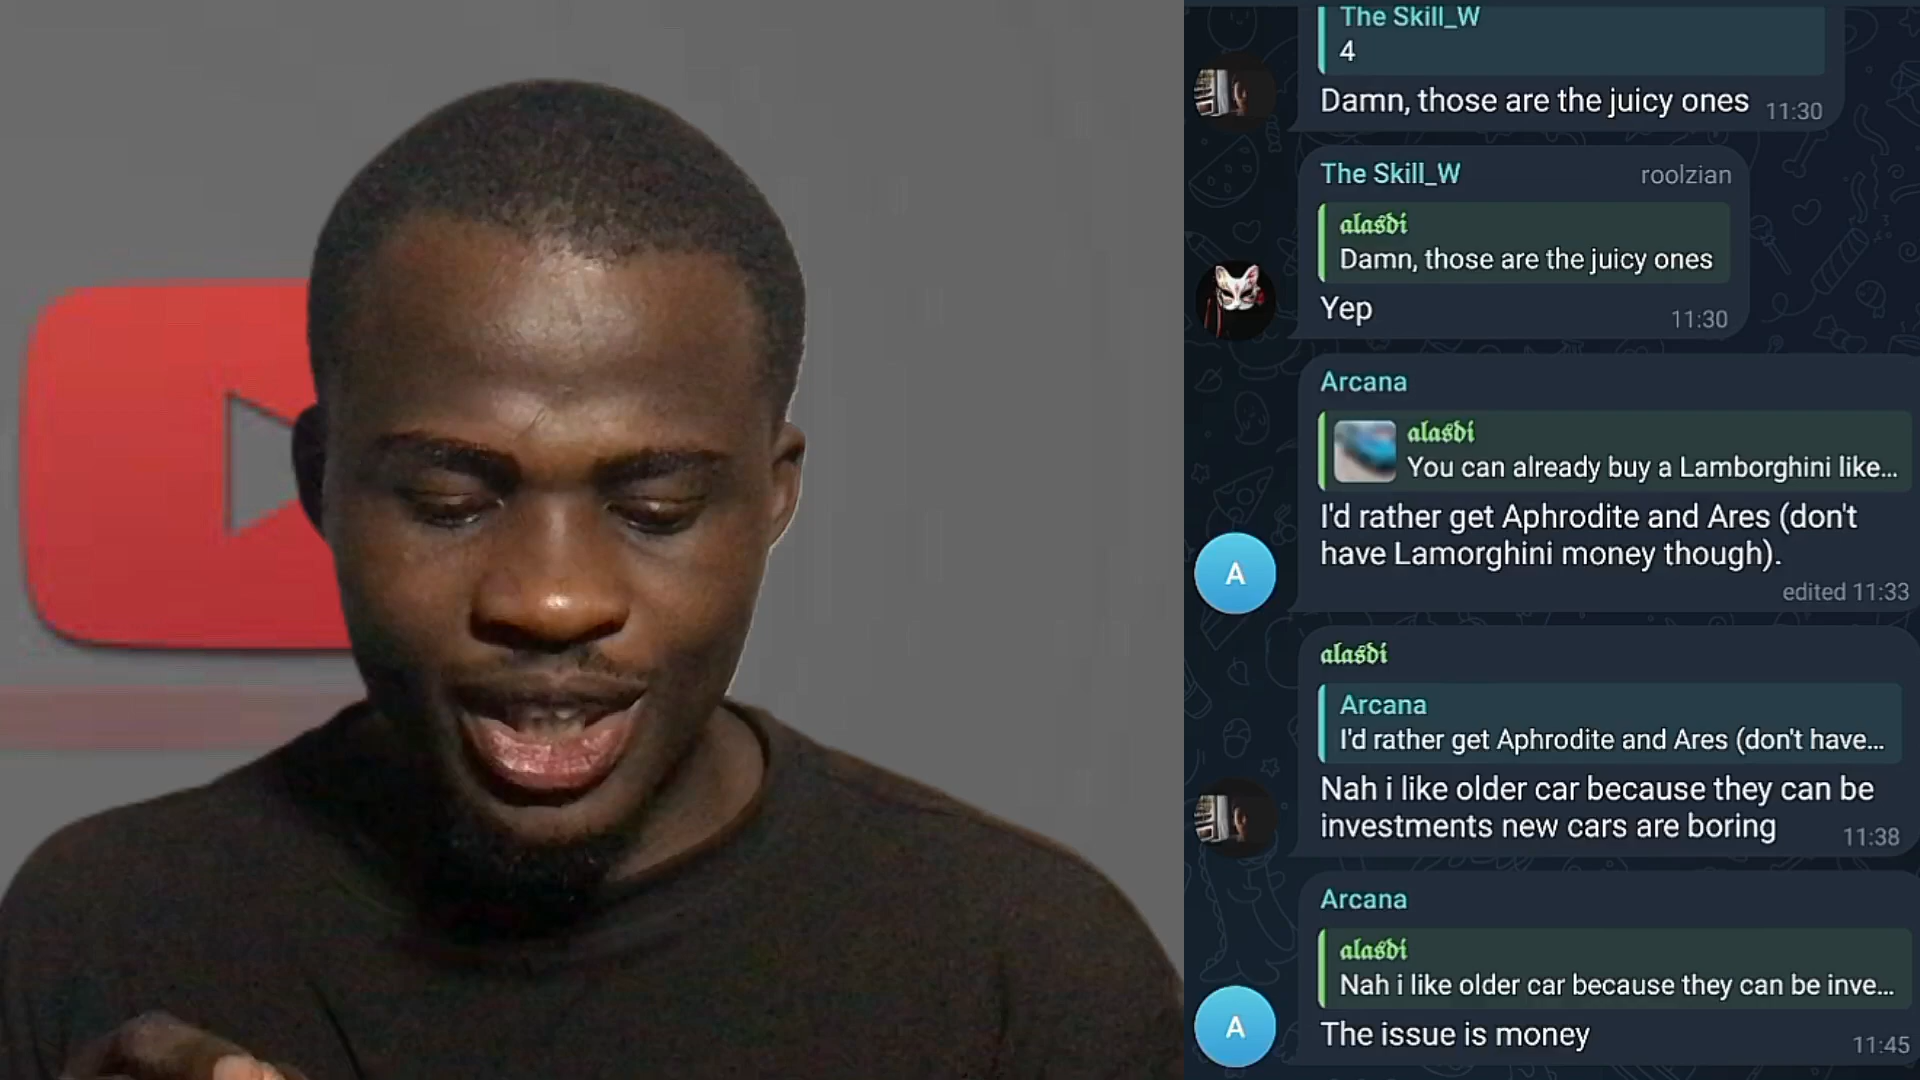 The Skill_W
4
Damn, those are the juicy ones 11:30
The Skill_W roolzian
alasdi
Damn, those are the juicy ones
Yep 11:30
Arcana
alasdi
You can already buy a Lamborghini like...
I'd rather get Aphrodite and Ares (don't
have Lamorghini money though).
edited 11:33
A
alasdi
Arcana
I'd rather get Aphrodite and Ares (don't have...
Nah i like older car because they can be
investments new cars are boring 11:38
Arcana
alasdi
Nah i like older car because they can be inve...
The issue is money 11:45
A